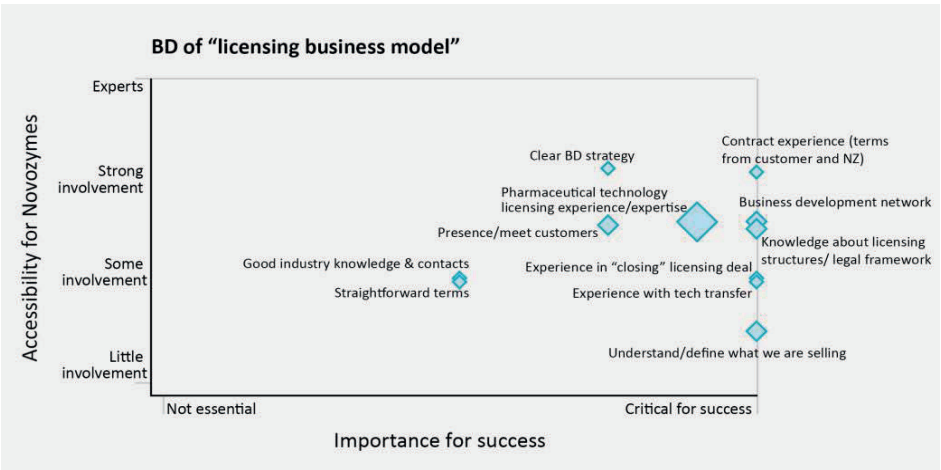 BD of “licensing business model”
Experts
Accessibility for Novozymes
Strong
involvement
Some
involvement
Little
involvement
Clear BD strategy
Contract experience (terms
from customer and NZ)
Pharmaceutical technology
licensing experience/expertise
Business development network
Presence/meet customers
Knowledge about licensing
structures/ legal framework
Good industry knowledge & contacts
Experience in “closing” licensing deal
Straightforward terms
Experience with tech transfer
Understand/define what we are selling
Not essential
Critical for success
Importance for success